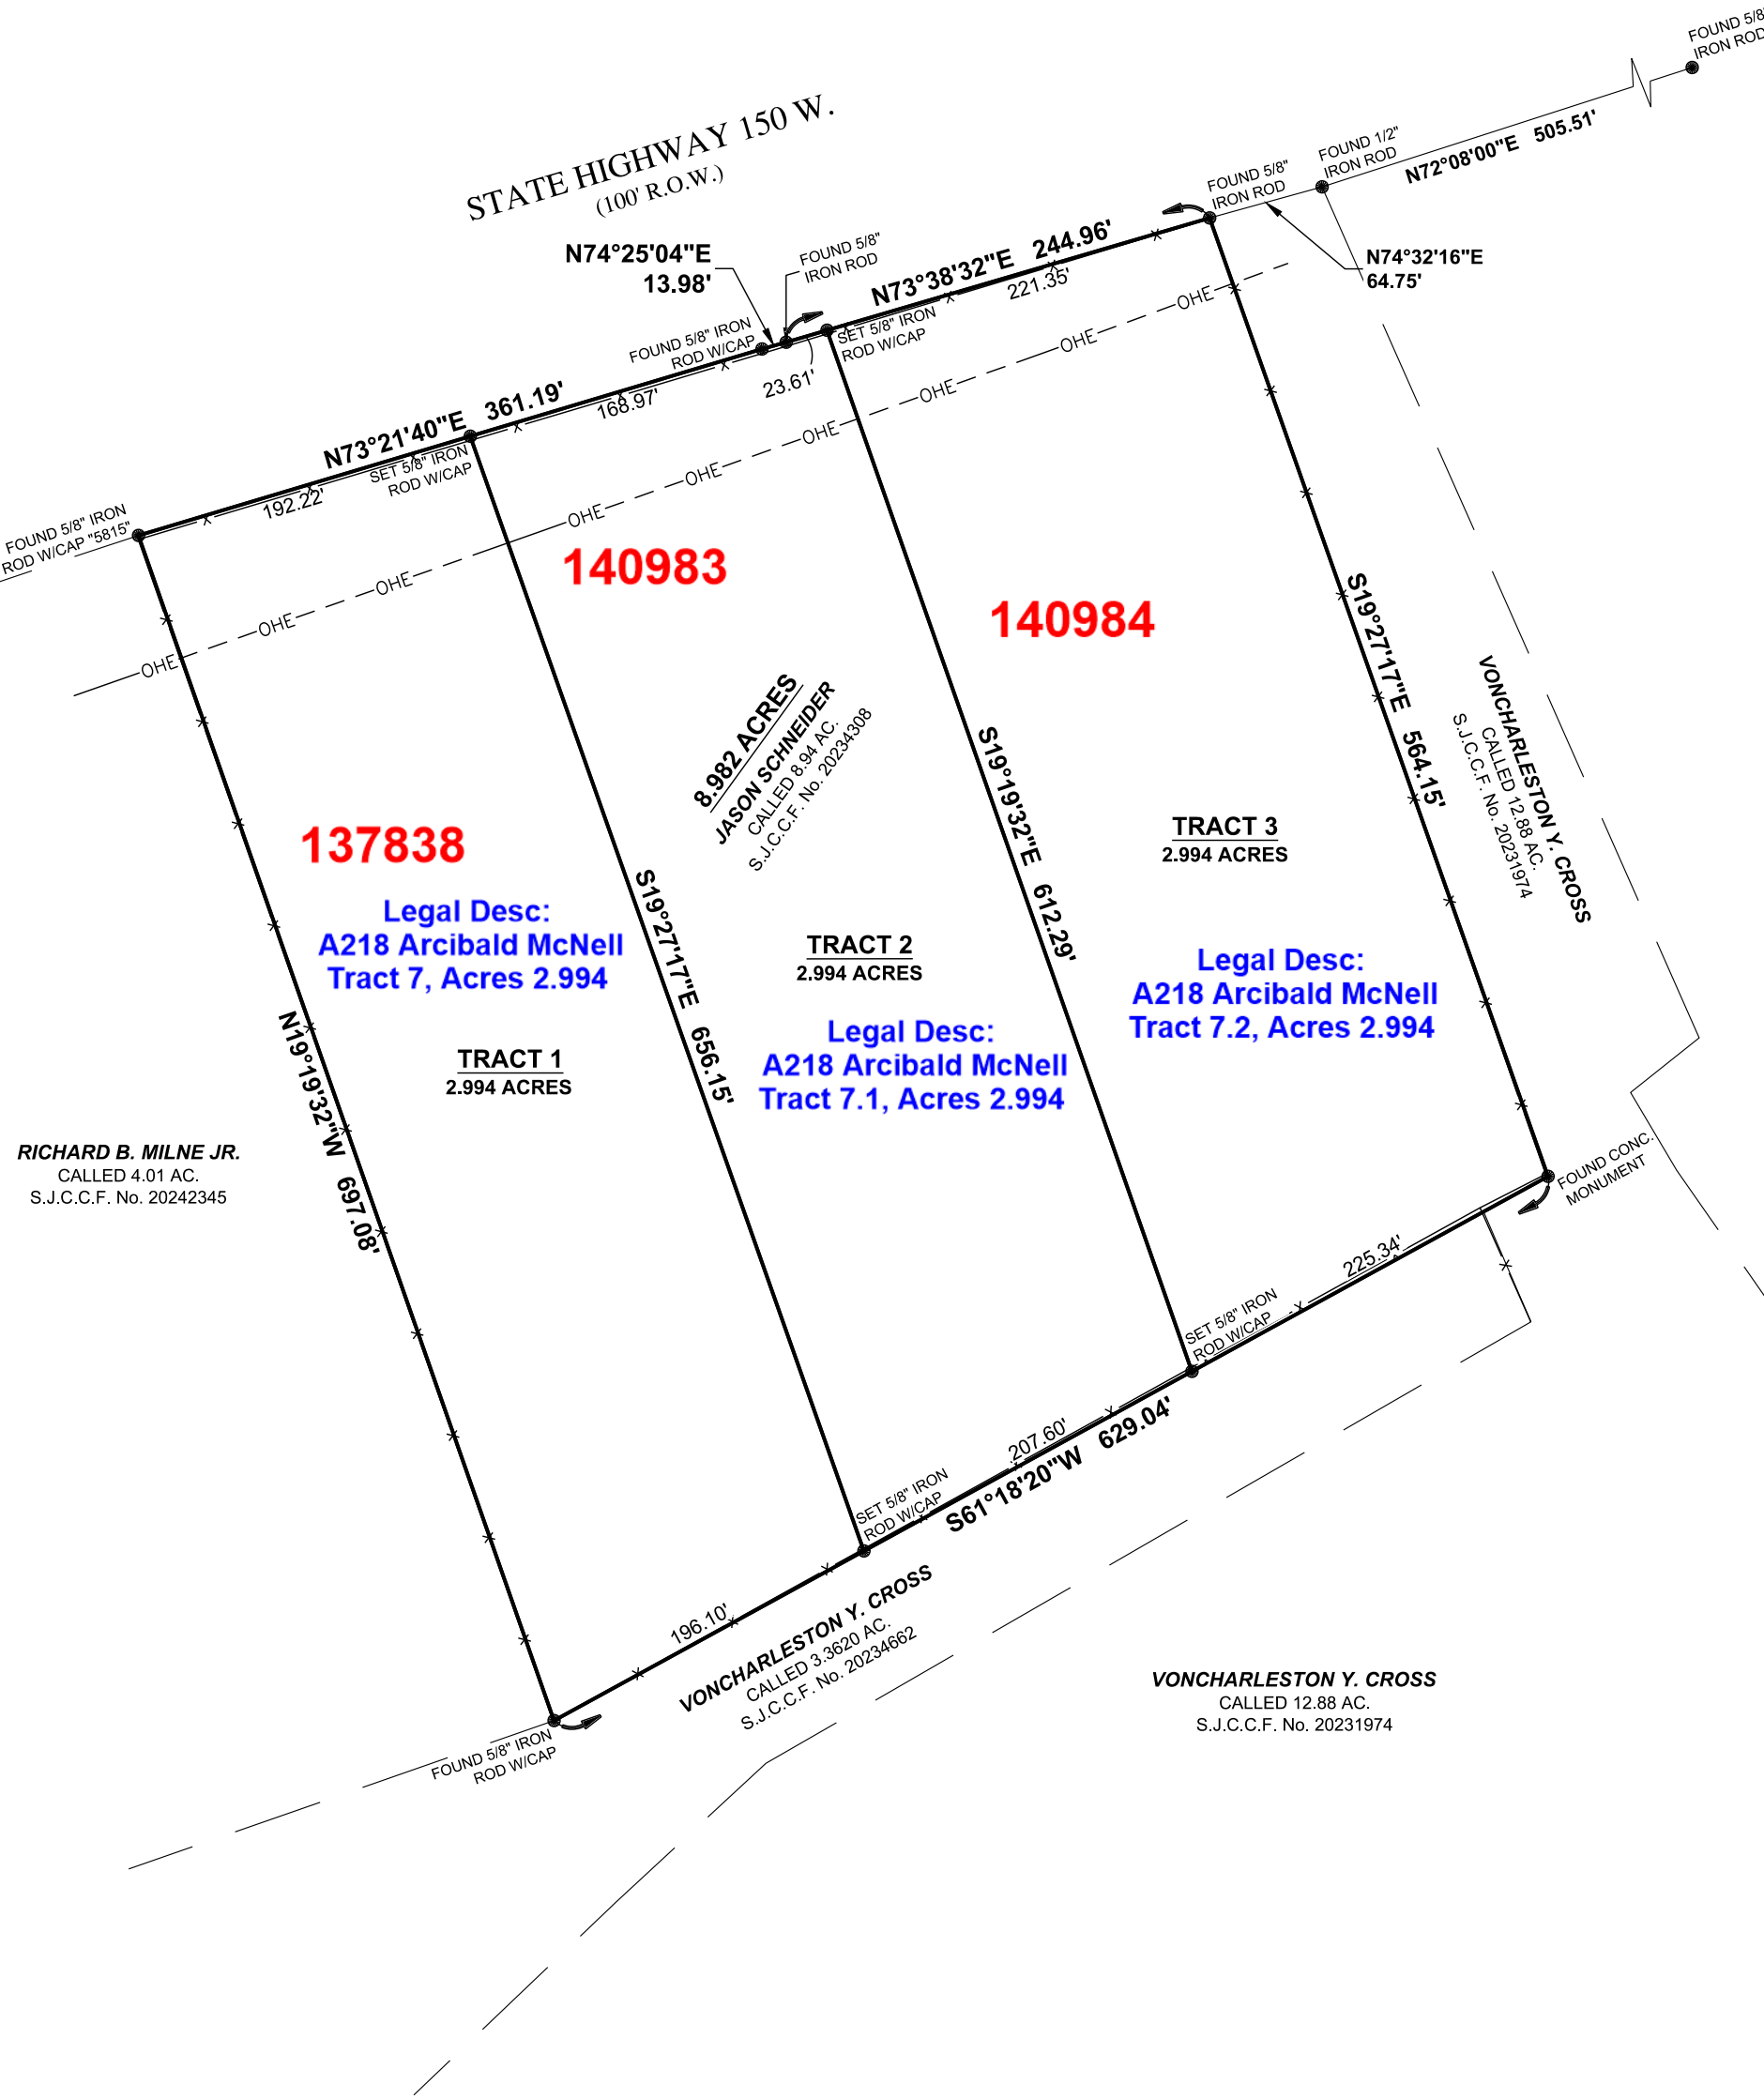 FOUND 5/8"
IRON ROD
STATE HIGHWAY 150 W.
(100' R.O.W.)
FOUND 1/2"
IRON ROD
N72°08'00"E 505.51'
FOUND 5/8"
IRON ROD
N74°25'04"E
13.98'
FOUND 5/8"
IRON ROD
N73°38'32"E 244.96'
221.35'
N74°32'16"E
64.75'
FOUND 5/8" IRON
ROD W/CAP
SET 5/8" IRON
ROD W/CAP
23.61'
N73°21'40"E 361.19'
168.97'
SET 5/8" IRON
ROD W/CAP
192.22'
FOUND 5/8" IRON
ROD W/CAP "5815"
OHE
OHE
OHE
OHE
OHE
OHE
OHE
OHE
OHE
OHE
140983
140984
137838
8.982 ACRES
JASON SCHNEIDER
CALLED 8.94 AC.
S.J.C.C.F. No. 20234308
S19°27'17"E 564.15'
VONCHARLESTON Y. CROSS
CALLED 12.88 AC.
S.J.C.C.F. No. 20231974
S19°19'32"E 612.29'
TRACT 3
2.994 ACRES
Legal Desc:
A218 Arcibald McNell
Tract 7, Acres 2.994
S19°27'17"E 656.15'
TRACT 2
2.994 ACRES
Legal Desc:
A218 Arcibald McNell
Tract 7.2, Acres 2.994
Legal Desc:
A218 Arcibald McNell
Tract 7.1, Acres 2.994
N19°19'32"W 697.08'
TRACT 1
2.994 ACRES
RICHARD B. MILNE JR.
CALLED 4.01 AC.
S.J.C.C.F. No. 20242345
FOUND CONC.
MONUMENT
225.34'
SET 5/8" IRON
ROD W/CAP
207.60'
S61°18'20"W 629.04'
SET 5/8" IRON
ROD W/CAP
196.10'
VONCHARLESTON Y. CROSS
CALLED 3.3620 AC.
S.J.C.C.F. No. 20234662
VONCHARLESTON Y. CROSS
CALLED 12.88 AC.
S.J.C.C.F. No. 20231974
FOUND 5/8" IRON
ROD W/CAP